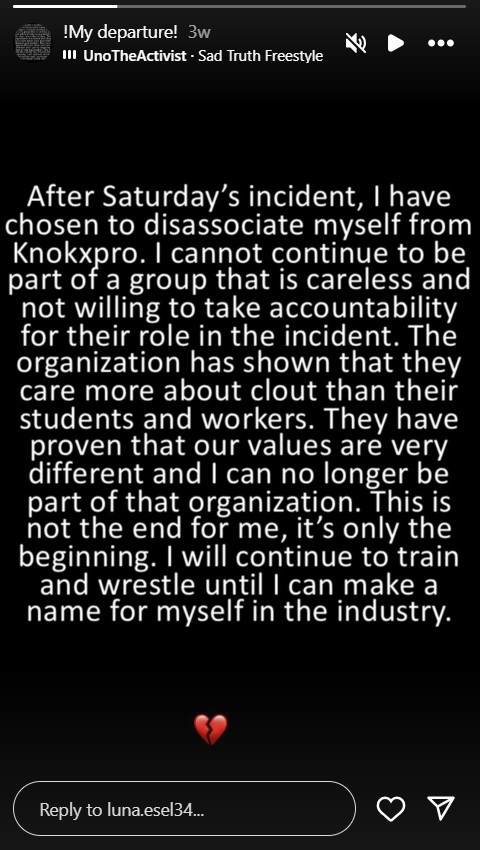 !My departure! 3w
UnoTheActivist · Sad Truth Freestyle
After Saturday’s incident, I have
chosen to disassociate myself from
Knokxpro. I cannot continue to be
part of a group that is careless and
not willing to take accountability
for their role in the incident. The
organization has shown that they
care more about clout than their
students and workers. They have
proven that our values are very
different and I can no longer be
part of that organization. This is
not the end for me, it’s only the
beginning. I will continue to train
and wrestle until I can make a
name for myself in the industry.
Reply to luna.esel34...